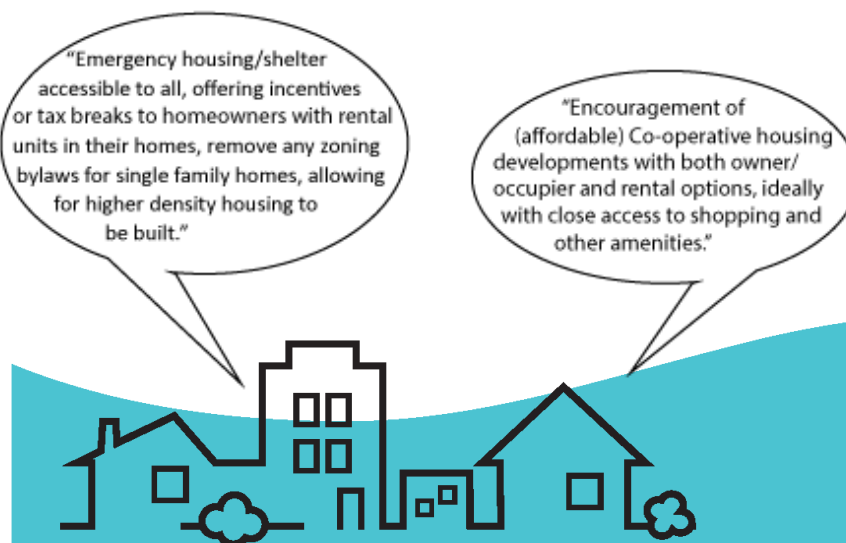 “Emergency housing/shelter
accessible to all, offering incentives
or tax breaks to homeowners with rental
units in their homes, remove any zoning
bylaws for single family homes, allowing
for higher density housing to
be built.”
“Encouragement of
(affordable) Co-operative housing
developments with both owner/
occupier and rental options, ideally
with close access to shopping and
other amenities.”